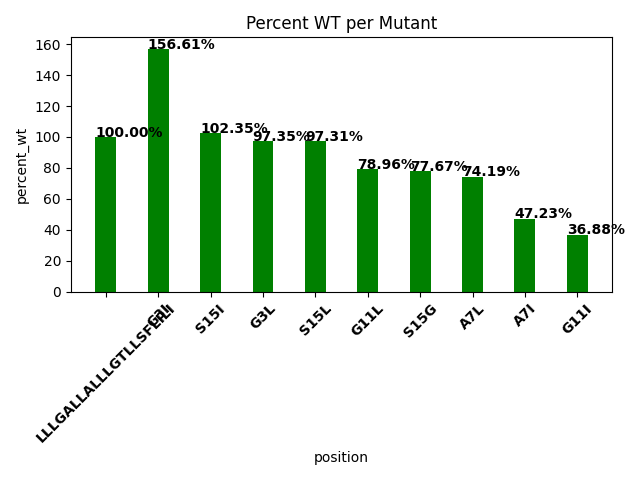 Percent WT per Mutant
percent_wt
160
140
120
100
80
60
40
20
0
100.00%
156.61%
102.35%
97.35%
97.31%
78.96%
77.67%
74.19%
47.23%
36.88%
G3I
S15I
G3L
S15L
G11L
S15G
A7L
A7I
G11I
position